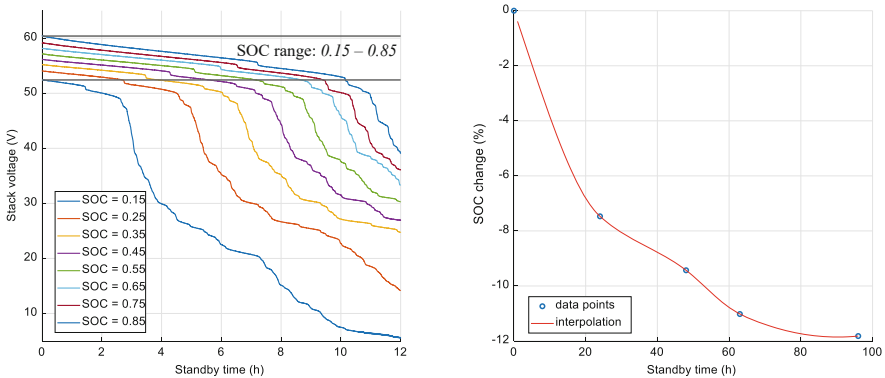 60
50
40
30
20
10
0
2
4
6
8
10
12
Stack voltage (V)
Standby time (h)
SOC range: 0.15 – 0.85
SOC = 0.15
SOC = 0.25
SOC = 0.35
SOC = 0.45
SOC = 0.55
SOC = 0.65
SOC = 0.75
SOC = 0.85
0
-2
-4
-6
-8
-10
-12
0
20
40
60
80
100
SOC change (%)
Standby time (h)
data points
interpolation